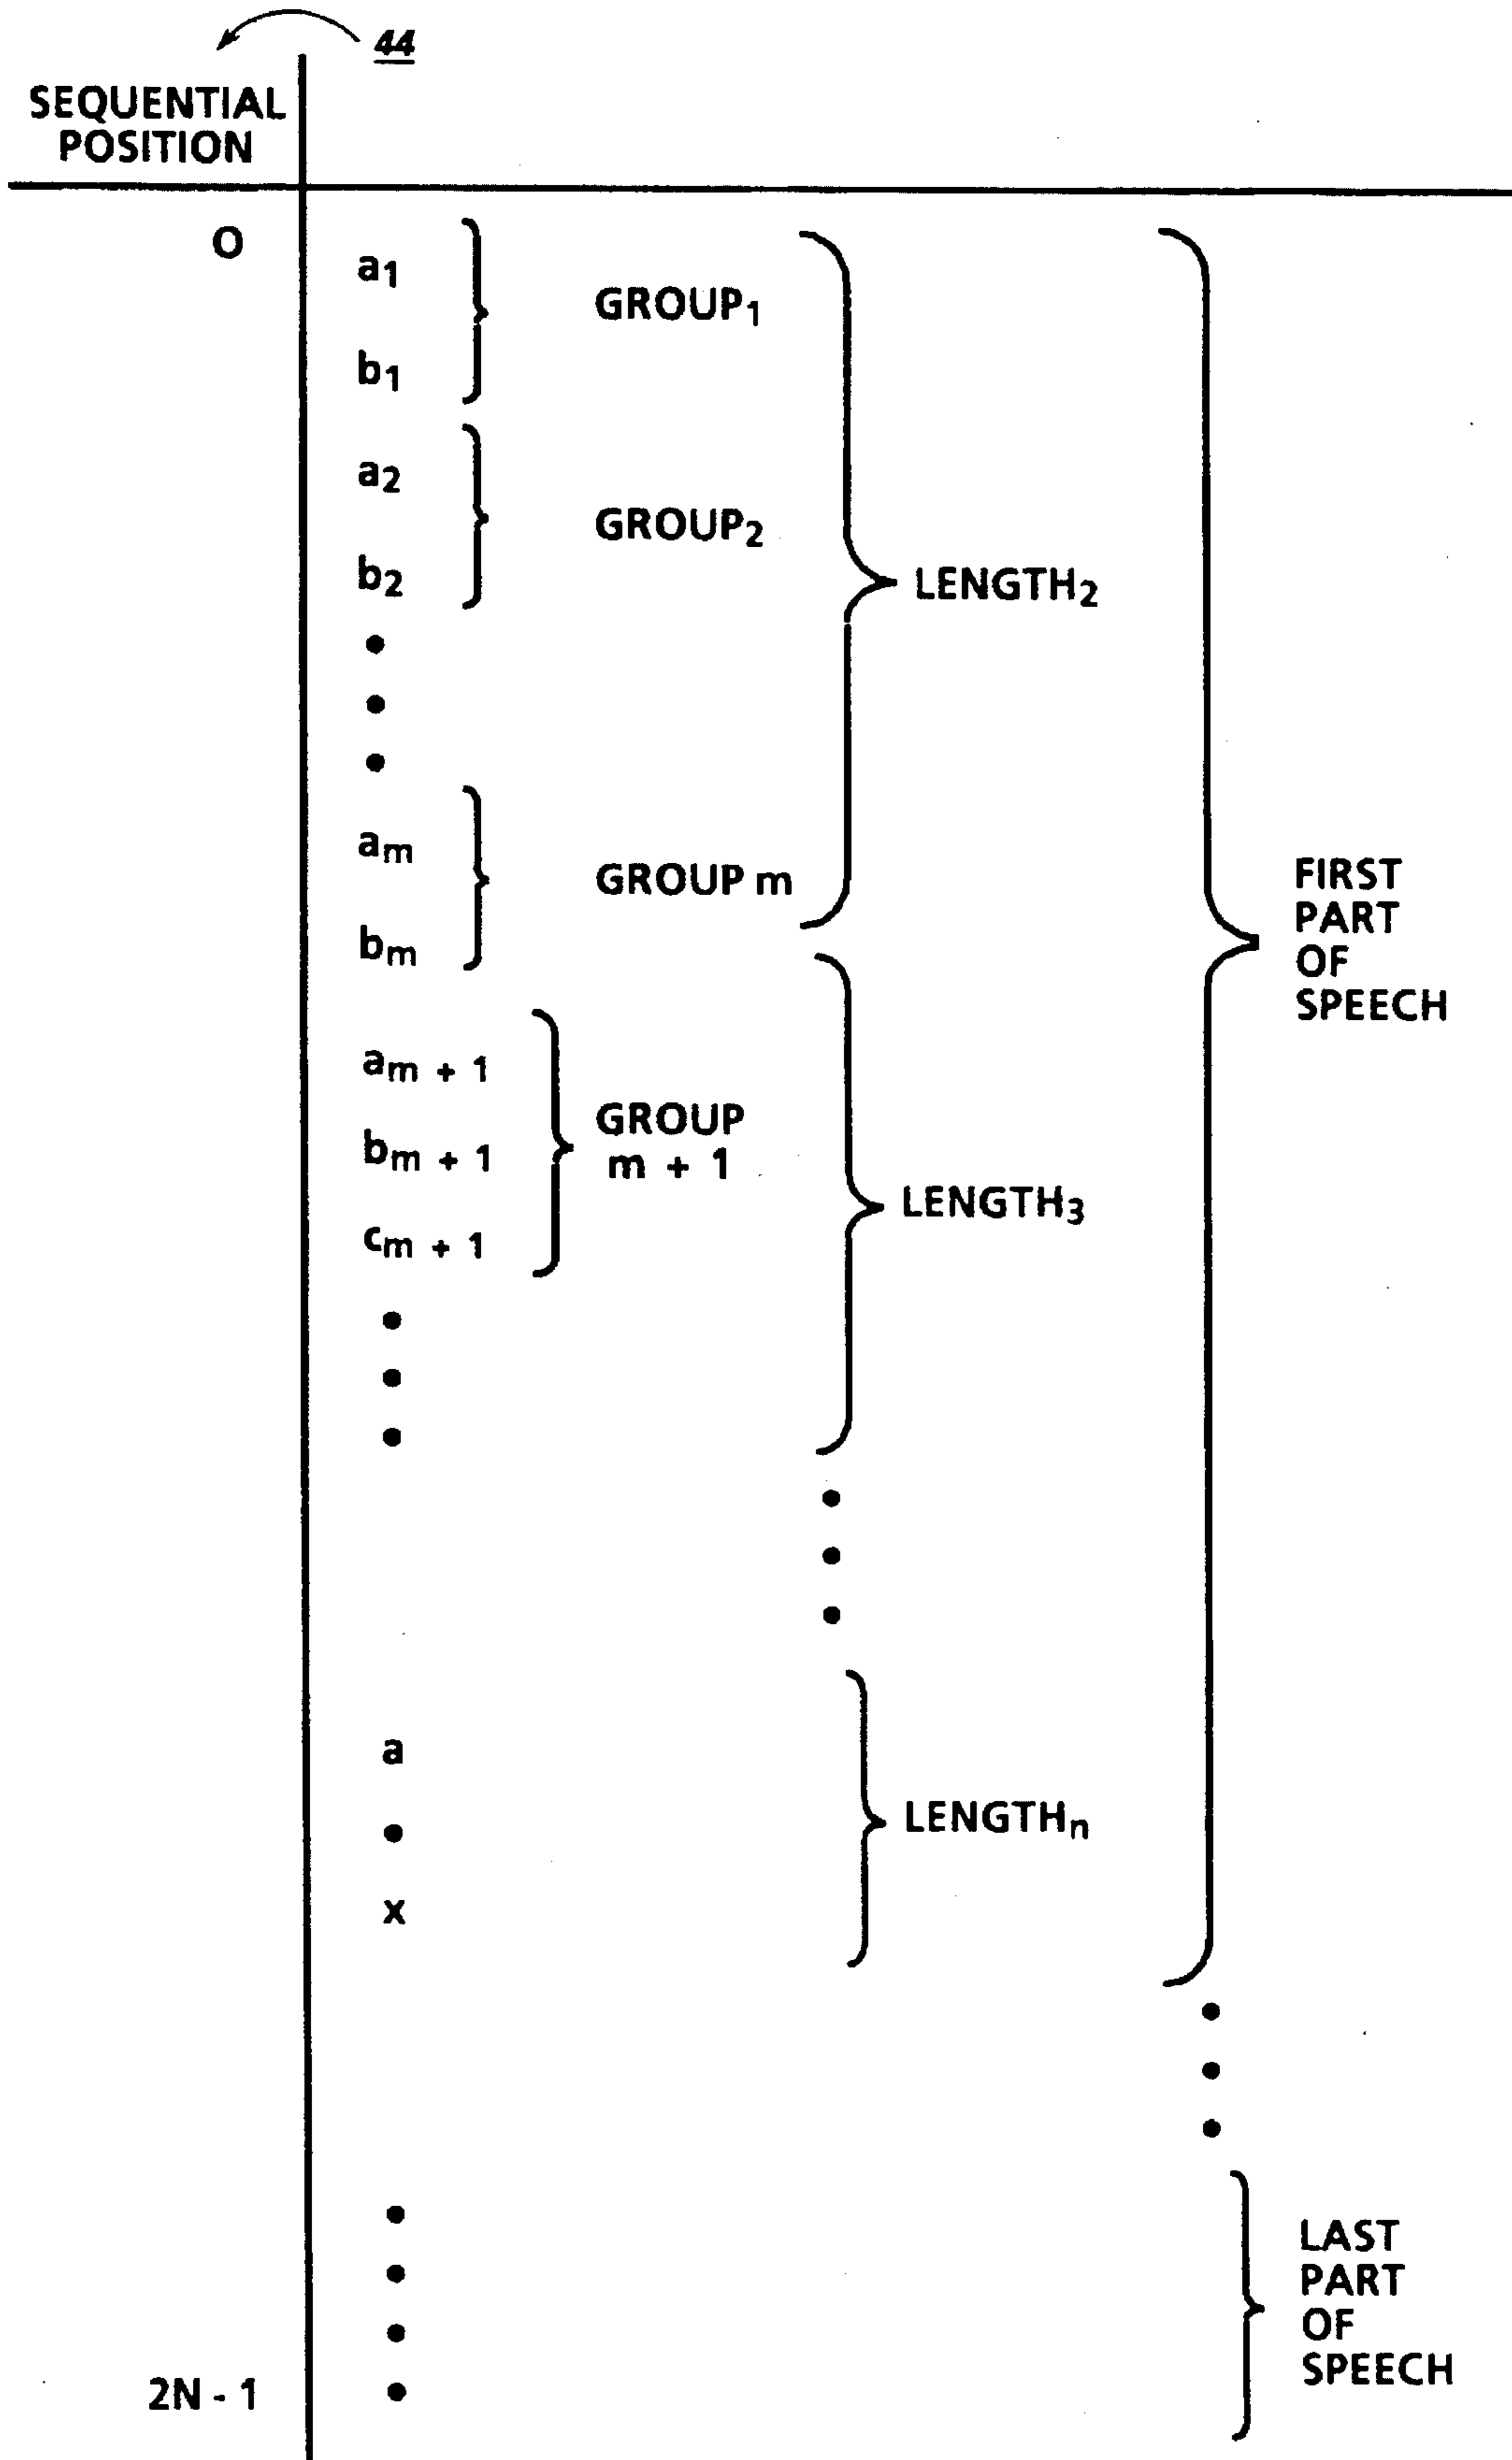 44
SEQUENTIAL
POSITION
O
a1
GROUP1
b1
a2
GROUP2
b2
LENGTH2
am
GROUP m
bm
FIRST
PART
OF
SPEECH
am + 1
bm + 1
cm + 1
GROUP
m + 1
LENGTH3
a
LENGTHn
x
LAST
PART
OF
SPEECH
2N - 1